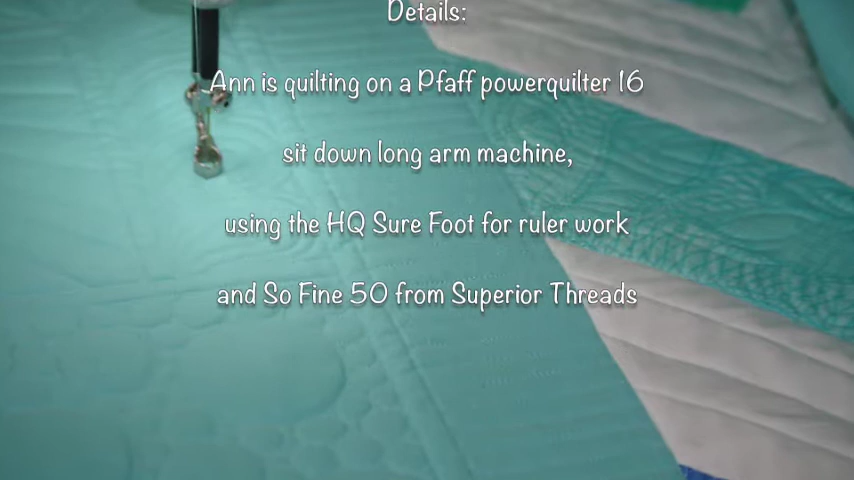 Details:
Ann is quilting on a Pfaff powerquilter 16
sit down long arm machine,
using the HQ Sure Foot for ruler work
and So Fine 50 from Superior Threads